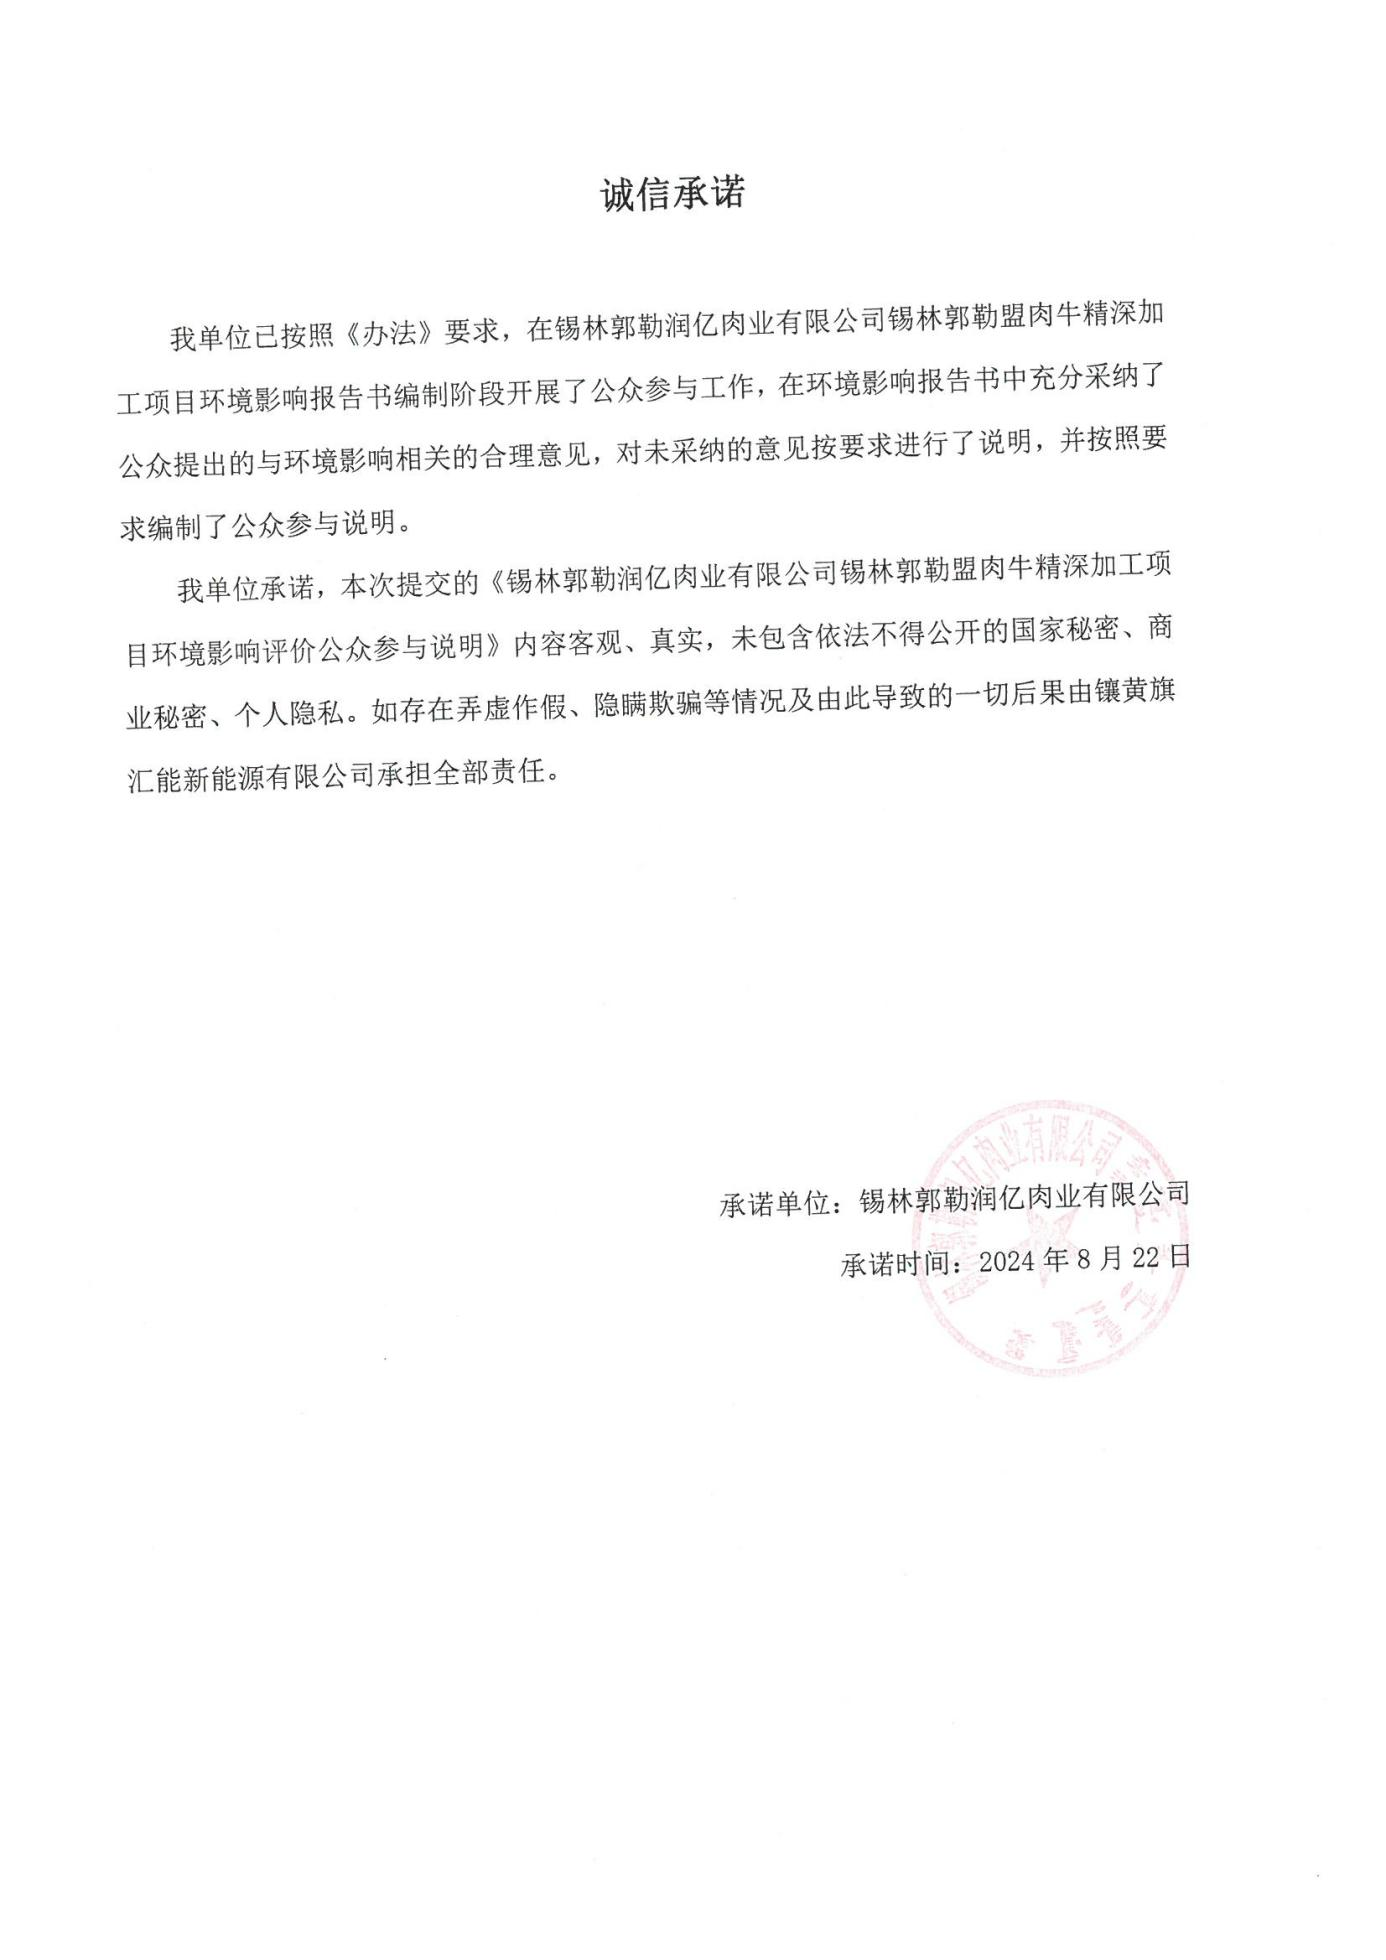 诚信承诺
我单位已按照《办法》要求，在锡林郭勒润亿肉业有限公司锡林郭勒盟肉牛精深加
工项目环境影响报告书编制阶段开展了公众参与工作，在环境影响报告书中充分采纳了
公众提出的与环境影响相关的合理意见，对未采纳的意见按要求进行了说明，并按照要
求编制了公众参与说明。
我单位承诺，本次提交的《锡林郭勒润亿肉业有限公司锡林郭勒盟肉牛精深加工项
目环境影响评价公众参与说明》内容客观、真实，未包含依法不得公开的国家秘密、商
业秘密、个人隐私。如存在弄虚作假、隐瞒欺骗等情况及由此导致的一切后果由镶黄旗
汇能新能源有限公司承担全部责任。
承诺单位：锡林郭勒润亿肉业有限公司
承诺时间：2024年8月22日
亿肉业有限公司